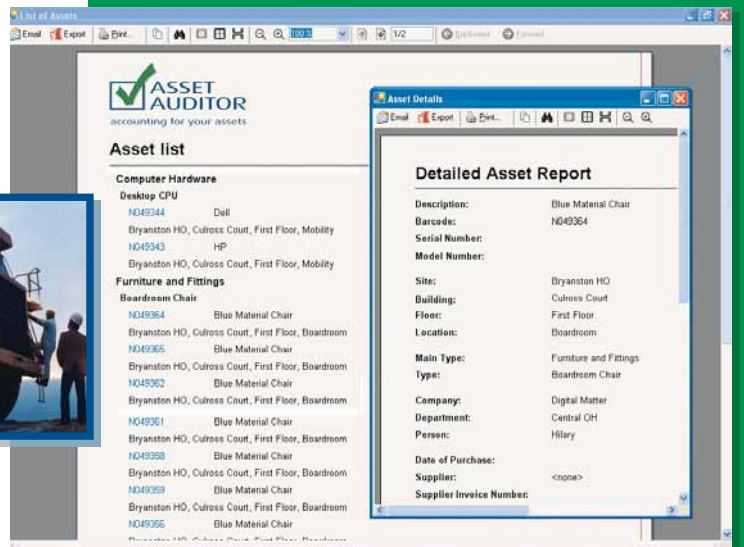 List of Assets
Email Export Print... 100% 1/2 Backward Forward
ASSET
AUDITOR
accounting for your assets
Asset list
Computer Hardware
Desktop CPU
N049344 Dell
Bryanston HO, Culross Court, First Floor, Mobility
N049343 HP
Bryanston HO, Culross Court, First Floor, Mobility
Furniture and Fittings
Boardroom Chair
N049364 Blue Material Chair
Bryanston HO, Culross Court, First Floor, Boardroom
N049365 Blue Material Chair
Bryanston HO, Culross Court, First Floor, Boardroom
N049362 Blue Material Chair
Bryanston HO, Culross Court, First Floor, Boardroom
N049361 Blue Material Chair
Bryanston HO, Culross Court, First Floor, Boardroom
N049358 Blue Material Chair
Bryanston HO, Culross Court, First Floor, Boardroom
N049359 Blue Material Chair
Bryanston HO, Culross Court, First Floor, Boardroom
N049356 Blue Material Chair
Asset Details
Email Export Print...
Detailed Asset Report
Description: Blue Material Chair
Barcode: N049364
Serial Number:
Model Number:
Site: Bryanston HO
Building: Culross Court
Floor: First Floor
Location: Boardroom
Main Type: Furniture and Fittings
Type: Boardroom Chair
Company: Digital Matter
Department: Central OH
Person: Hilary
Date of Purchase:
Supplier: <none>
Supplier Invoice Number: